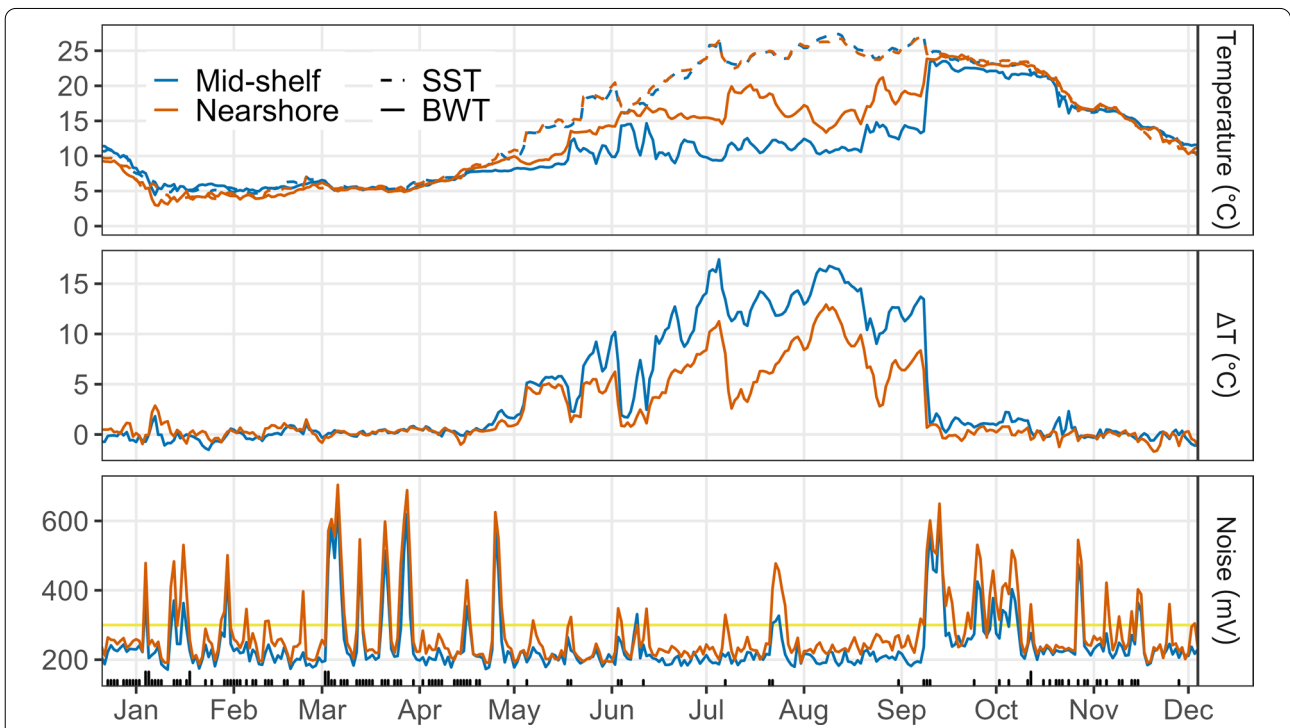 25
20
15
10
5
0
Mid-shelf
Nearshore
SST
BWT
Temperature (°C)
15
10
5
0
ΔT (°C)
600
400
200
Noise (mV)
Jan Feb Mar Apr May Jun Jul Aug Sep Oct Nov Dec